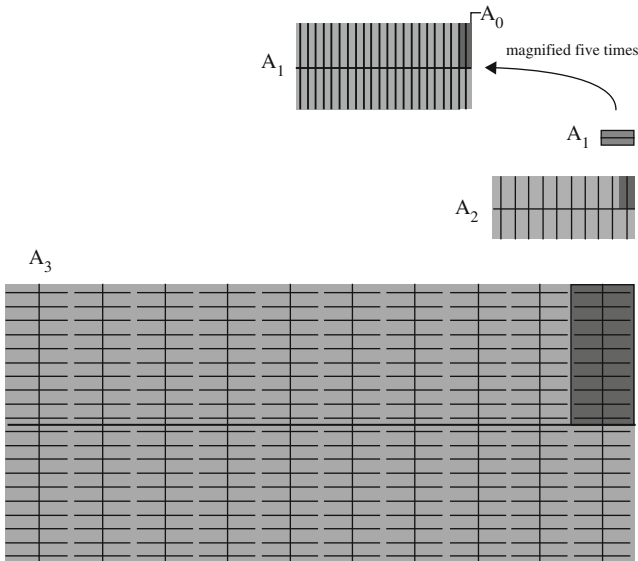 A₀
magnified five times
A₁
A₁
A₂
A₃